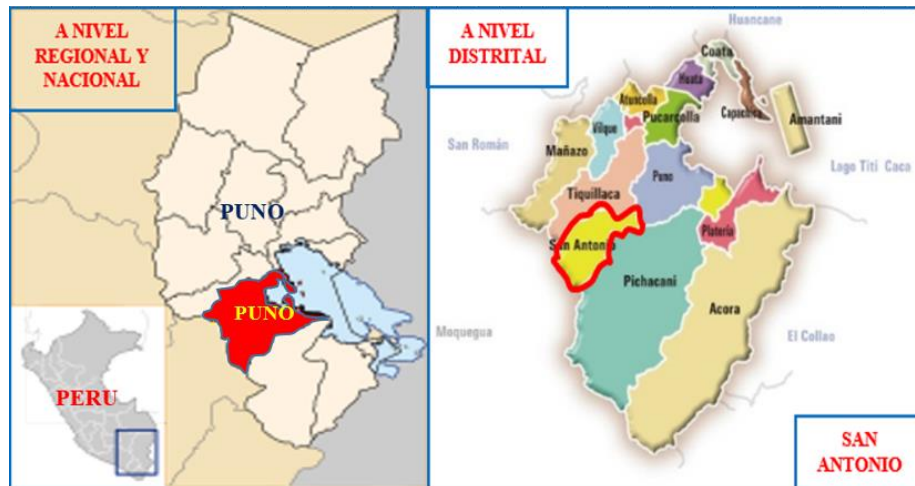 A NIVEL
REGIONAL Y
NACIONAL
PUNO
PUNO
PERU
A NIVEL
DISTRITAL
Huancane
Coata
Huata
Capachica
Atuncolla
Pucarcolla
Amantani
Vilque
San Román
Mañazo
Lago Titi Caca
Puno
Tiquillaca
Platería
San Antonio
Pichacani
Acora
Moquegua
El Collao
SAN
ANTONIO